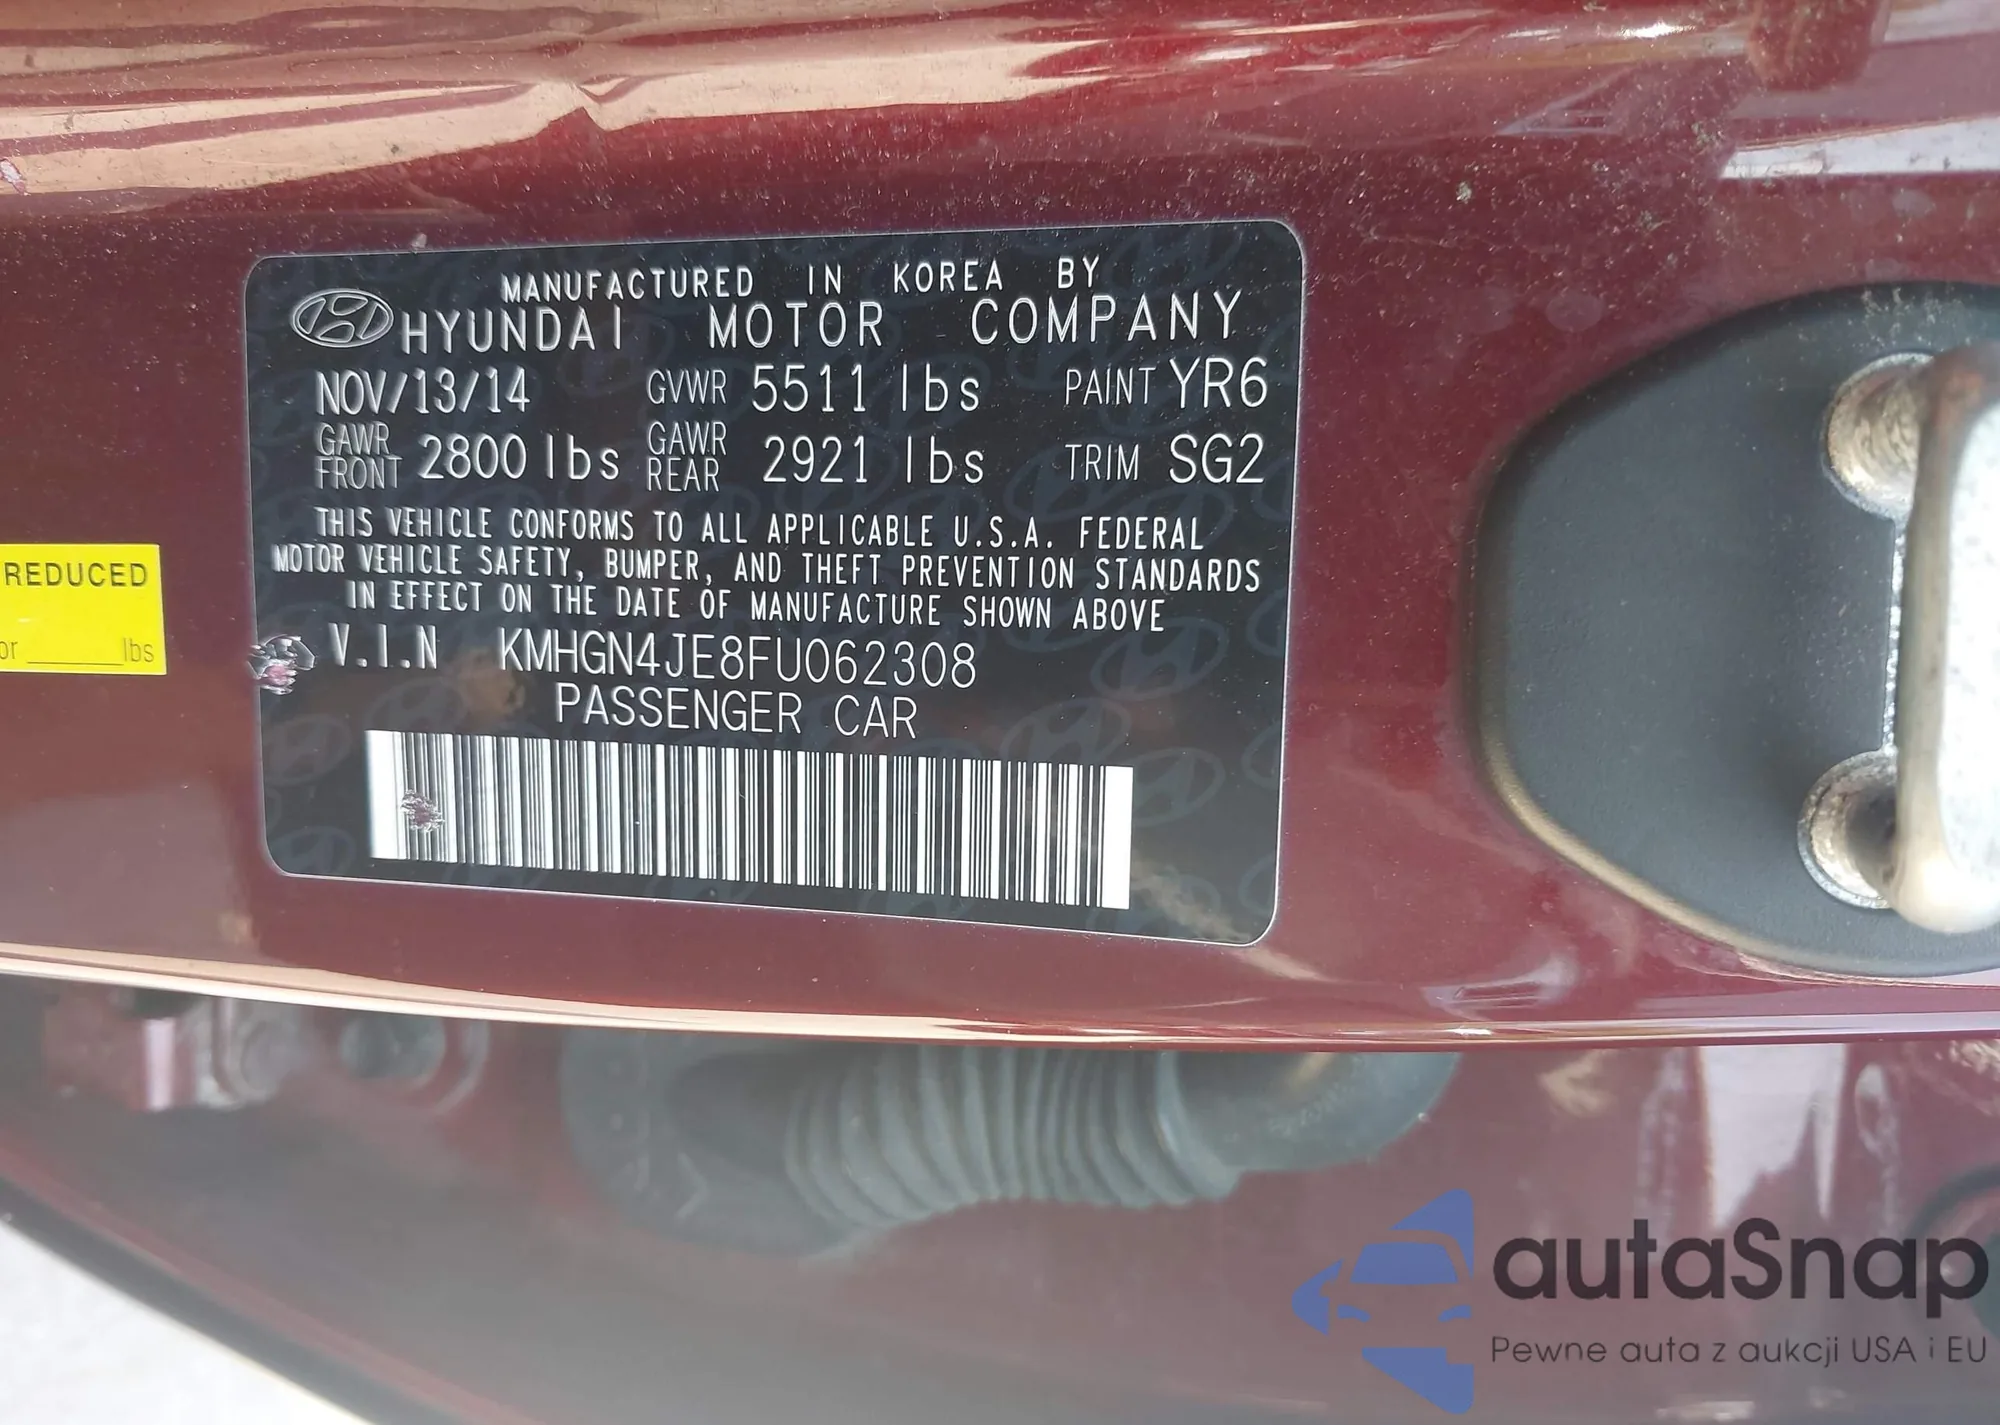 MANUFACTURED IN KOREA BY
HYUNDAI MOTOR COMPANY
NOV/13/14 GVWR 5511 lbs PAINT YR6
GAWR FRONT 2800 lbs GAWR REAR 2921 lbs TRIM SG2
THIS VEHICLE CONFORMS TO ALL APPLICABLE U.S.A. FEDERAL
MOTOR VEHICLE SAFETY, BUMPER, AND THEFT PREVENTION STANDARDS
IN EFFECT ON THE DATE OF MANUFACTURE SHOWN ABOVE
V.I.N KMHGN4JE8FU062308
PASSENGER CAR
REDUCED
or ______lbs
autaSnap
Pewne auta z aukcji USA i EU